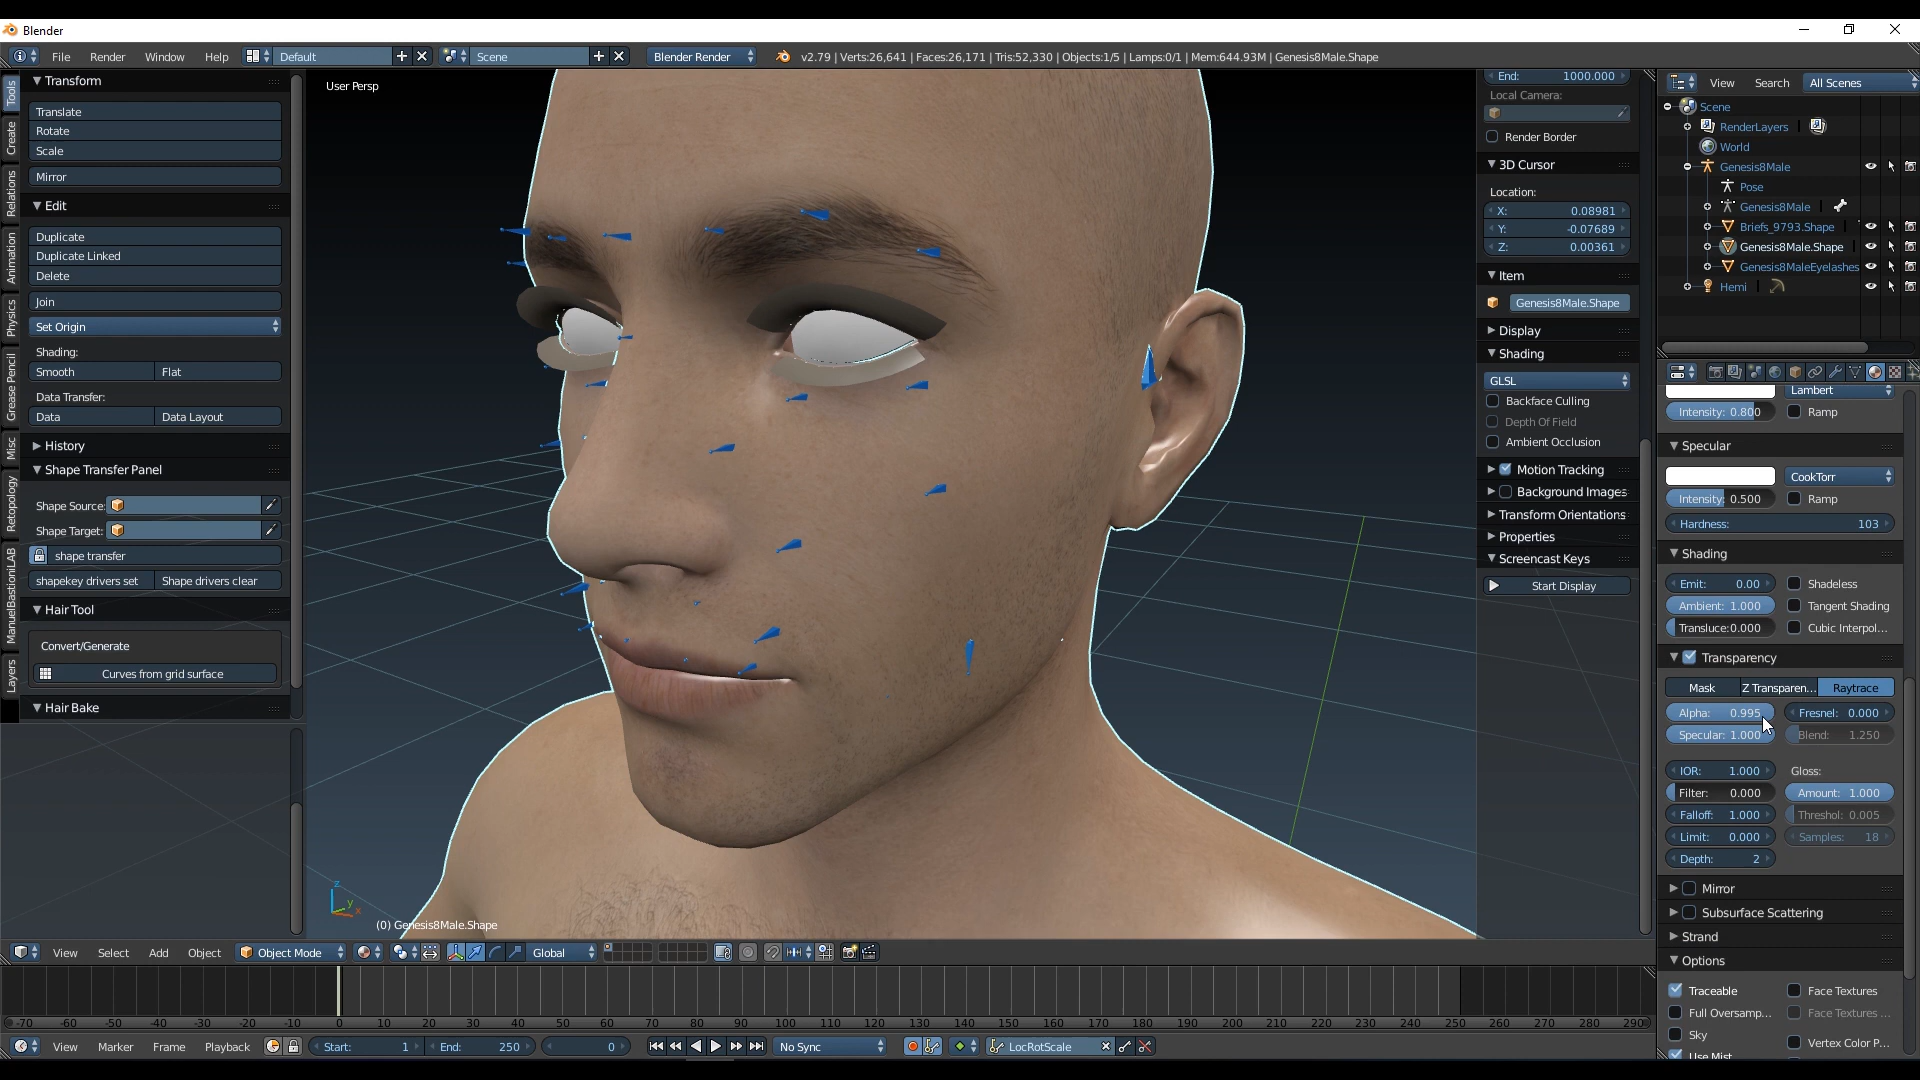 Blender
File Render Window Help Default Scene Blender Render v2.79 | Verts:26,641 | Faces:26,171 | Tris:52,330 | Objects:1/5 | Lamps:0/1 | Mem:644.93M | Genesis8Male.Shape
Tools
Create
Relations
Animation
Physics
Grease Pencil
Misc
Retopology
ManuelBastioniLAB
Layers
Transform
Translate
Rotate
Scale
Mirror
Edit
Duplicate
Duplicate Linked
Delete
Join
Set Origin
Shading:
Smooth Flat
Data Transfer:
Data Data Layout
History
Shape Transfer Panel
Shape Source:
Shape Target:
shape transfer
shapekey drivers set Shape drivers clear
Hair Tool
Convert/Generate
Curves from grid surface
Hair Bake
User Persp
(0) Genesis8Male.Shape
End: 1000.000
Local Camera:
Render Border
3D Cursor
Location:
X: 0.08981
Y: -0.07689
Z: 0.00361
Item
Genesis8Male.Shape
Display
Shading
GLSL
Backface Culling
Depth Of Field
Ambient Occlusion
Motion Tracking
Background Images
Transform Orientations
Properties
Screencast Keys
Start Display
View Search All Scenes
Scene
RenderLayers
World
Genesis8Male
Pose
Genesis8Male
Briefs_9793.Shape
Genesis8Male.Shape
Genesis8MaleEyelashes
Hemi
Lambert
Intensity: 0.800 Ramp
Specular
CookTorr
Intensity: 0.500 Ramp
Hardness: 103
Shading
Emit: 0.00 Shadeless
Ambient: 1.000 Tangent Shading
Transluce:0.000 Cubic Interpol...
Transparency
Mask Z Transparen... Raytrace
Alpha: 0.995 Fresnel: 0.000
Specular: 1.000 Blend: 1.250
IOR: 1.000 Gloss:
Filter: 0.000 Amount: 1.000
Falloff: 1.000 Threshol: 0.005
Limit: 0.000 Samples: 18
Depth: 2
Mirror
Subsurface Scattering
Strand
Options
Traceable Face Textures
Full Oversamp... Face Textures ...
Sky Vertex Color P...
Use Mist
View Select Add Object Object Mode Global
-70 -60 -50 -40 -30 -20 -10 0 10 20 30 40 50 60 70 80 90 100 110 120 130 140 150 160 170 180 190 200 210 220 230 240 250 260 270 280 290
View Marker Frame Playback Start: 1 End: 250 0 No Sync LocRotScale